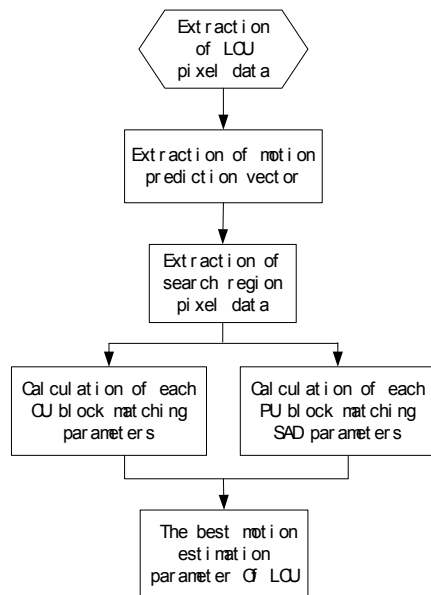 Extraction
of LCU
pixel data
Extraction of motion
prediction vector
Extraction of
search region
pixel data
Calculation of each
CU block matching
parameters
Calculation of each
PU block matching
SAD parameters
The best motion
estimation
parameter Of LCU